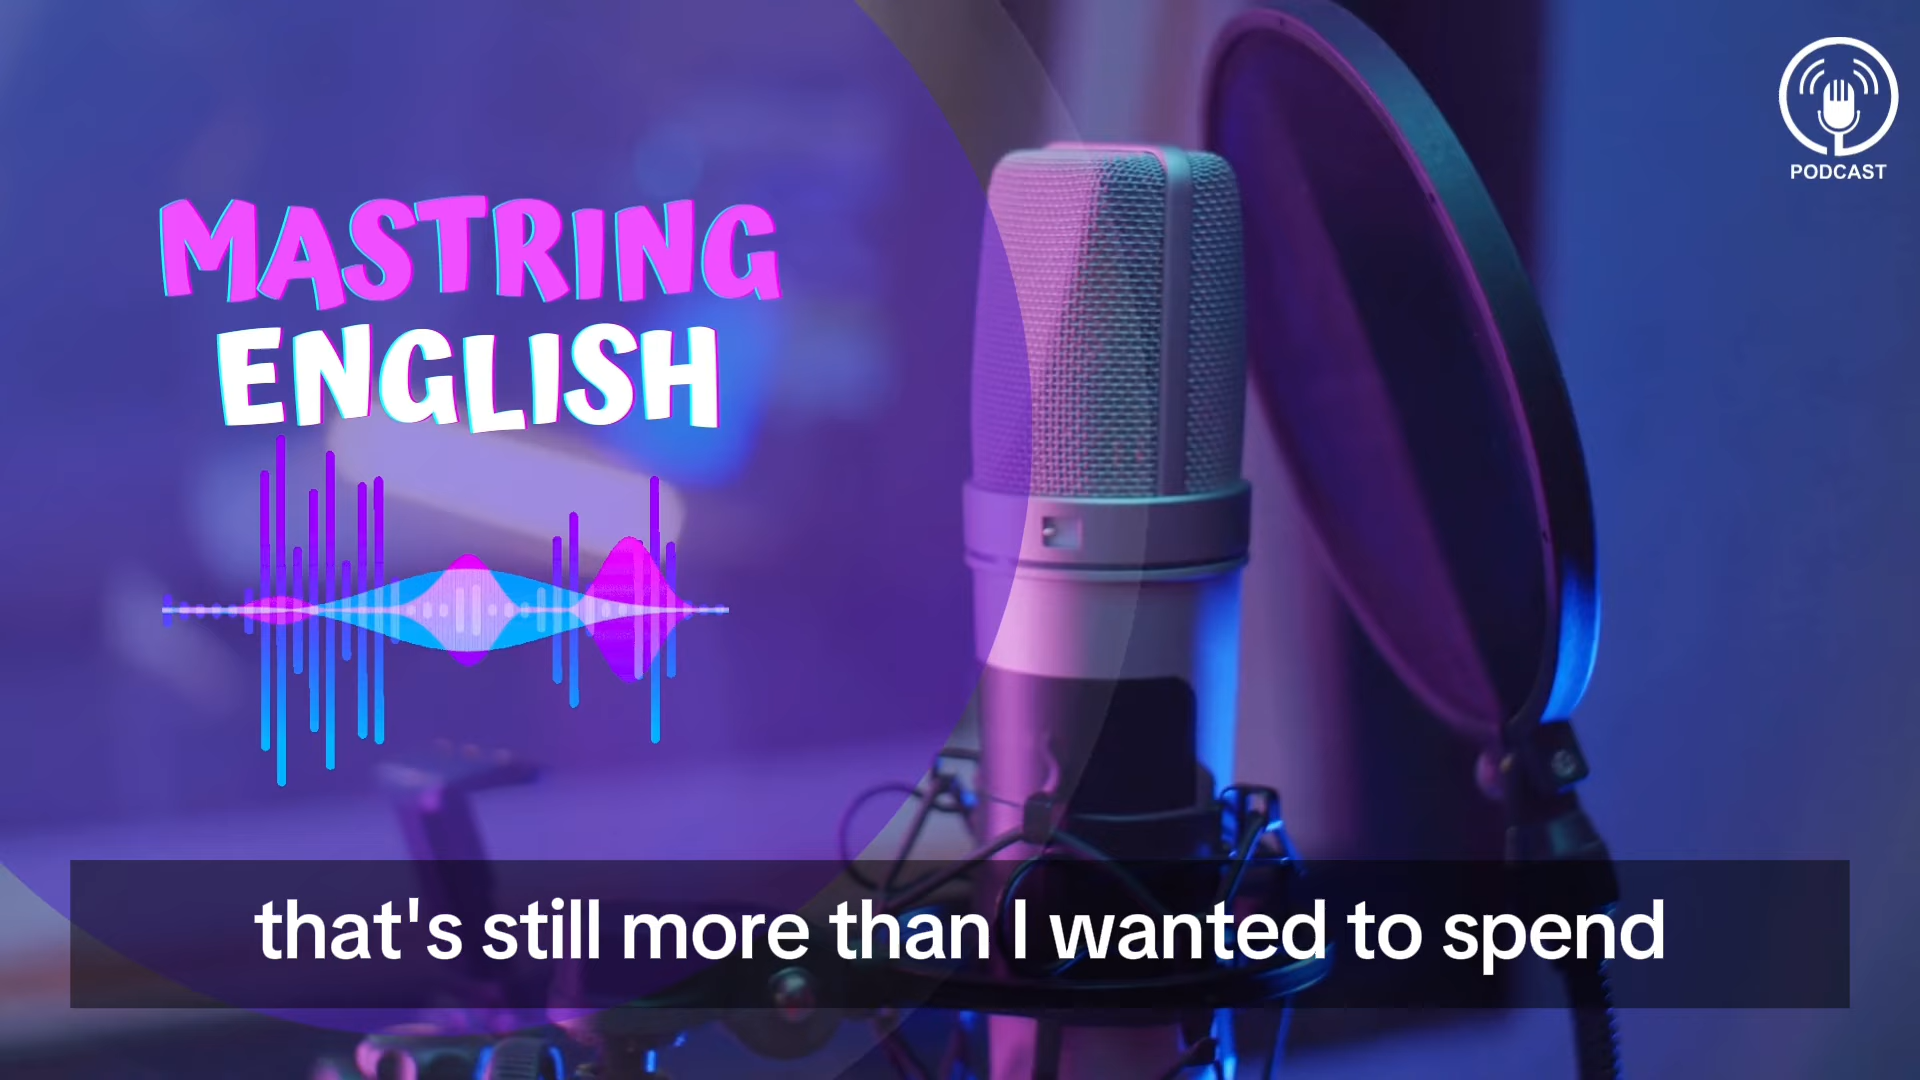 MASTRING
ENGLISH
PODCAST
that's still more than I wanted to spend